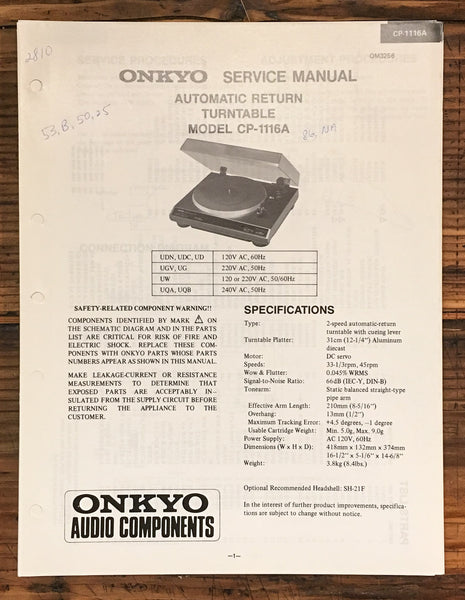 CP-1116A
OM3256
2810
ONKYO SERVICE MANUAL
AUTOMATIC RETURN
TURNTABLE
MODEL CP-1116A
53, B, 50, 25
86, NA
UDN, UDC, UD 120V AC, 60Hz
UGV, UG 220V AC, 50Hz
UW 120 or 220V AC, 50/60Hz
UQA, UQB 240V AC, 50Hz
SAFETY-RELATED COMPONENT WARNING!!
COMPONENTS IDENTIFIED BY MARK ⚠ ON
THE SCHEMATIC DIAGRAM AND IN THE PARTS
LIST ARE CRITICAL FOR RISK OF FIRE AND
ELECTRIC SHOCK. REPLACE THESE COM-
PONENTS WITH ONKYO PARTS WHOSE PARTS
NUMBERS APPEAR AS SHOWN IN THIS MANUAL.
MAKE LEAKAGE-CURRENT OR RESISTANCE
MEASUREMENTS TO DETERMINE THAT
EXPOSED PARTS ARE ACCEPTABLY IN-
SULATED FROM THE SUPPLY CIRCUIT BEFORE
RETURNING THE APPLIANCE TO THE
CUSTOMER.
SPECIFICATIONS
Type: 2-speed automatic-return
turntable with cueing lever
Turntable Platter: 31cm (12-1/4") Aluminum
diecast
Motor: DC servo
Speeds: 33-1/3rpm, 45rpm
Wow & Flutter: 0.045% WRMS
Signal-to-Noise Ratio: 66dB (IEC-Y, DIN-B)
Tonearm: Static balanced straight-type
pipe arm
Effective Arm Length: 210mm (8-5/16")
Overhang: 13mm (1/2")
Maximum Tracking Error: +4.5 degrees, −1 degree
Usable Cartridge Weight: Min. 5.0g, Max. 9.0g
Power Supply: AC 120V, 60Hz
Dimensions (W × H × D): 418mm × 132mm × 374mm
16-1/2" × 5-1/6" × 14-6/8"
Weight: 3.8kg (8.4lbs.)
Optional Recommended Headshell: SH-21F
In the interest of further product improvements, specifica-
tions are subject to change without notice.
ONKYO
AUDIO COMPONENTS
—1—